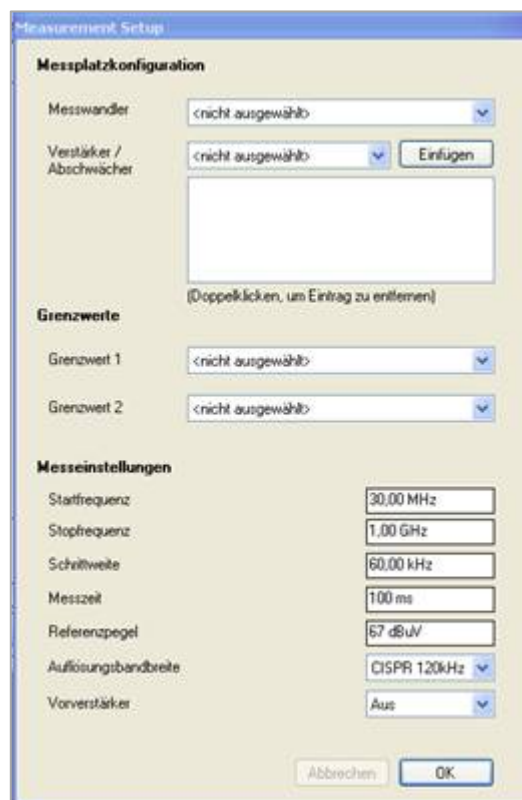 Measurement Setup
Messplatzkonfiguration
Messwandler <nicht ausgewählt>
Verstärker / Abschwächer <nicht ausgewählt> Einfügen
(Doppelklicken, um Eintrag zu entfernen)
Grenzwerte
Grenzwert 1 <nicht ausgewählt>
Grenzwert 2 <nicht ausgewählt>
Messeinstellungen
Startfrequenz 30,00 MHz
Stopfrequenz 1,00 GHz
Schrittweite 60,00 kHz
Messzeit 100 ms
Referenzpegel 67 dBuV
Auflösungsbandbreite CISPR 120kHz
Vorverstärker Aus
Abbrechen OK